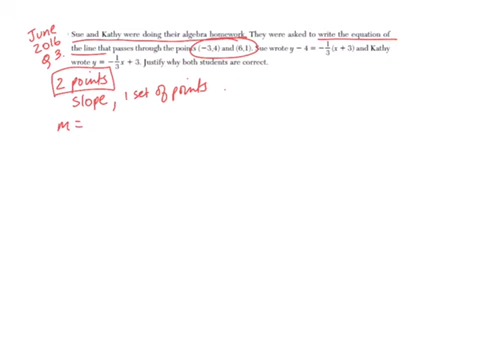 June
2016
Q 3.
Sue and Kathy were doing their algebra homework. They were asked to write the equation of
the line that passes through the points (−3,4) and (6,1). Sue wrote y − 4 = −1/3(x + 3) and Kathy
wrote y = −1/3x + 3. Justify why both students are correct.
2 points
slope, 1 set of points
m =